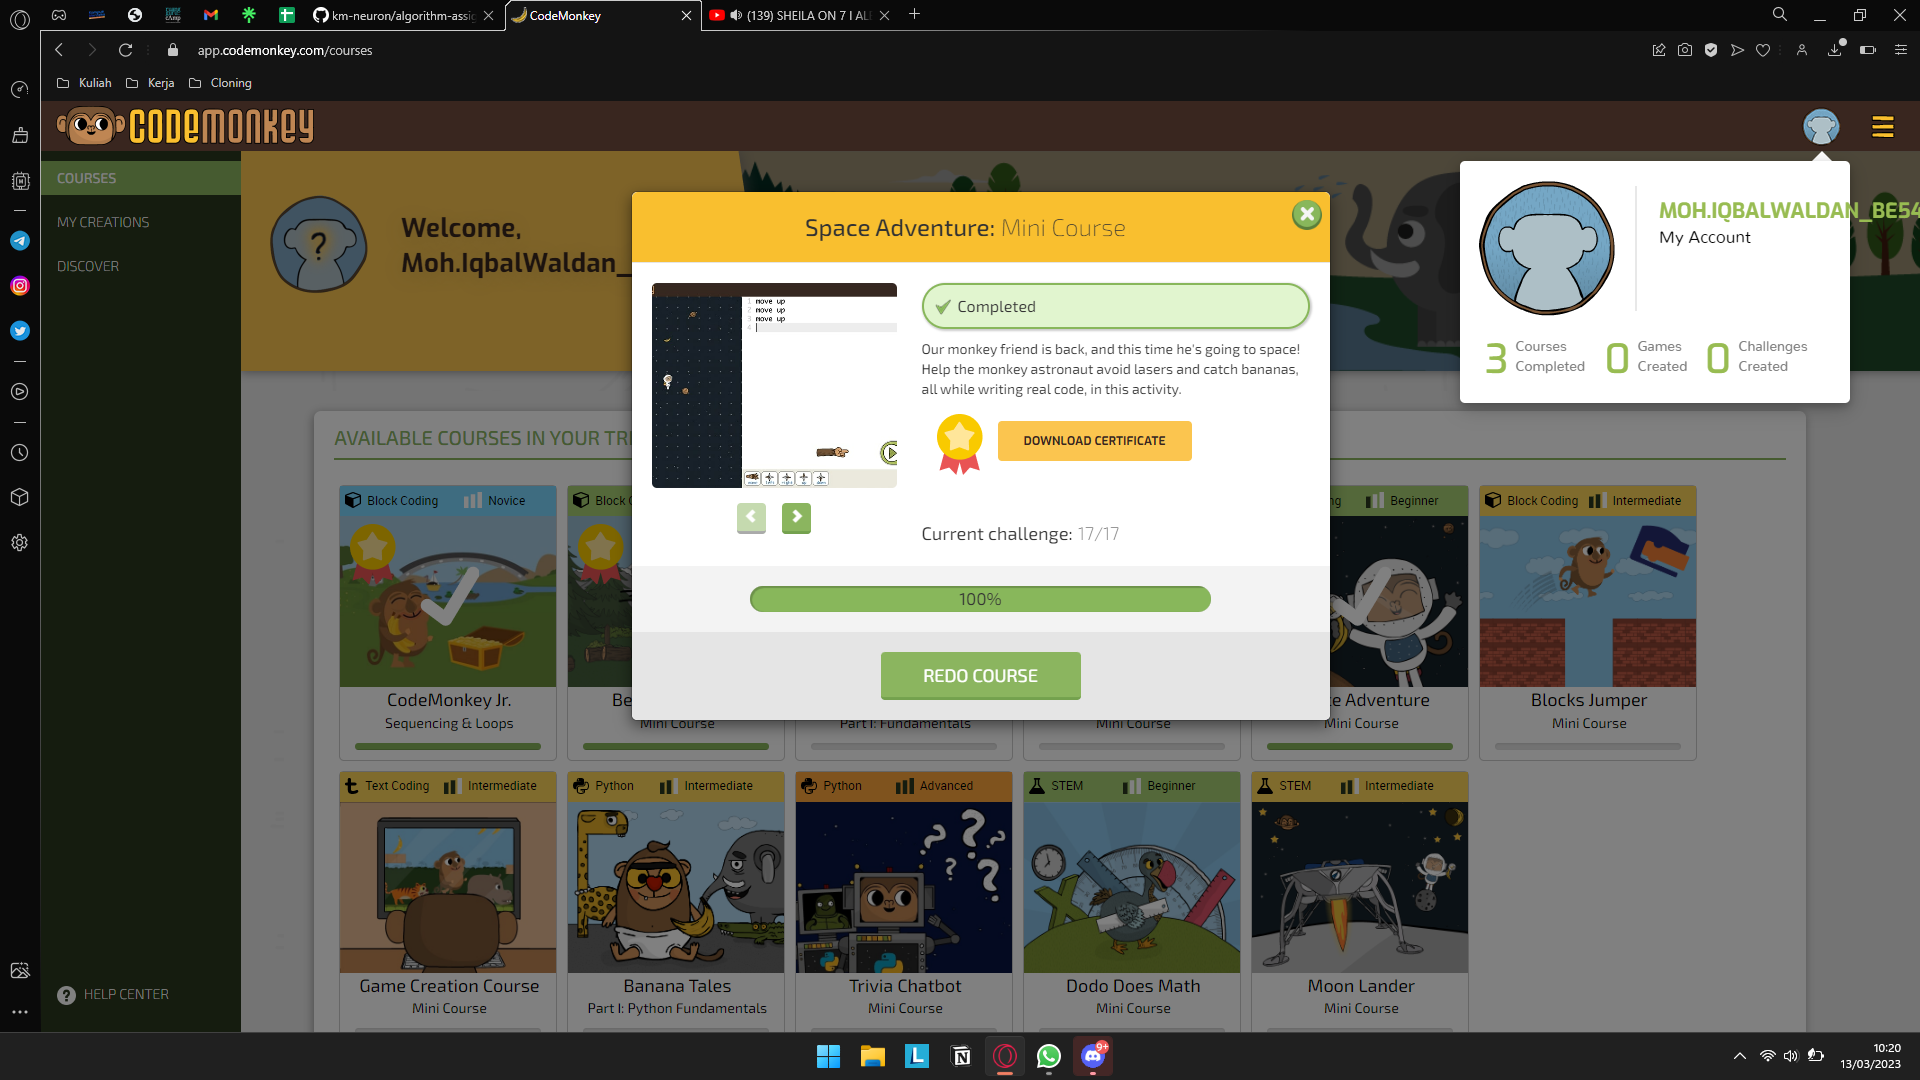 km-neuron/algorithm-assig
CodeMonkey
(139) SHEILA ON 7 I AL
app.codemonkey.com/courses
Kuliah
Kerja
Cloning
CODEMONKEY
COURSES
MY CREATIONS
DISCOVER
HELP CENTER
Welcome,
Moh.IqbalWaldan_
MOH.IQBALWALDAN_BE54
My Account
3 Courses Completed
0 Games Created
0 Challenges Created
Space Adventure: Mini Course
1 move up
2 move up
3 move up
4
Completed
Our monkey friend is back, and this time he's going to space!
Help the monkey astronaut avoid lasers and catch bananas,
all while writing real code, in this activity.
DOWNLOAD CERTIFICATE
Current challenge: 17/17
100%
REDO COURSE
AVAILABLE COURSES IN YOUR TRI
Block Coding Novice
CodeMonkey Jr.
Sequencing & Loops
Block C
Be
Mini Course
Part I: Fundamentals
Mini Course
ng Beginner
e Adventure
Mini Course
Block Coding Intermediate
Blocks Jumper
Mini Course
Text Coding Intermediate
Game Creation Course
Mini Course
Python Intermediate
Banana Tales
Part I: Python Fundamentals
Python Advanced
Trivia Chatbot
Mini Course
STEM Beginner
Dodo Does Math
Mini Course
STEM Intermediate
Moon Lander
Mini Course
9+
10:20
13/03/2023